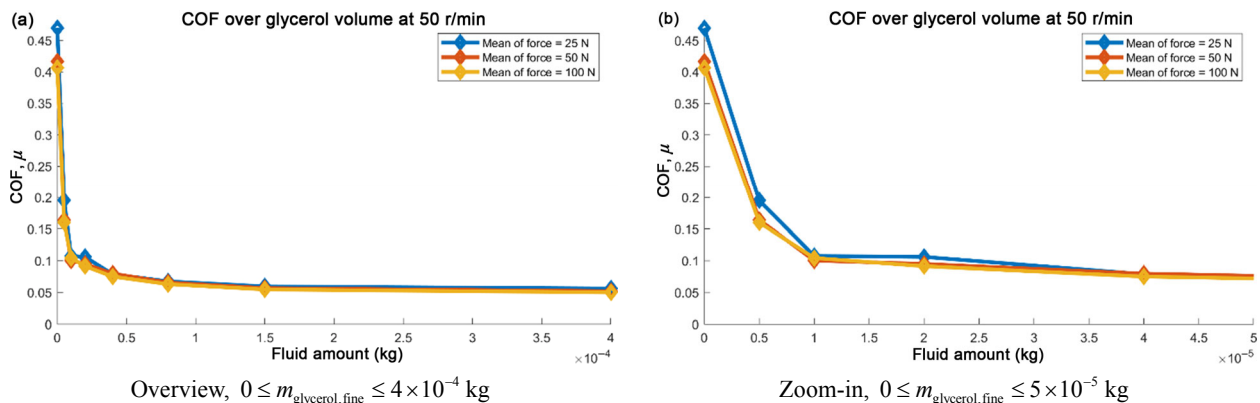 (a)
COF over glycerol volume at 50 r/min
Mean of force = 25 N
Mean of force = 50 N
Mean of force = 100 N
COF, μ
0.45
0.4
0.35
0.3
0.25
0.2
0.15
0.1
0.05
0
0 0.5 1 1.5 2 2.5 3 3.5 4
Fluid amount (kg)
×10⁻⁴
Overview, 0 ≤ m_glycerol,fine ≤ 4×10⁻⁴ kg
(b)
COF over glycerol volume at 50 r/min
Mean of force = 25 N
Mean of force = 50 N
Mean of force = 100 N
COF, μ
0.45
0.4
0.35
0.3
0.25
0.2
0.15
0.1
0.05
0
0 0.5 1 1.5 2 2.5 3 3.5 4 4.5 5
Fluid amount (kg)
×10⁻⁵
Zoom-in, 0 ≤ m_glycerol,fine ≤ 5×10⁻⁵ kg